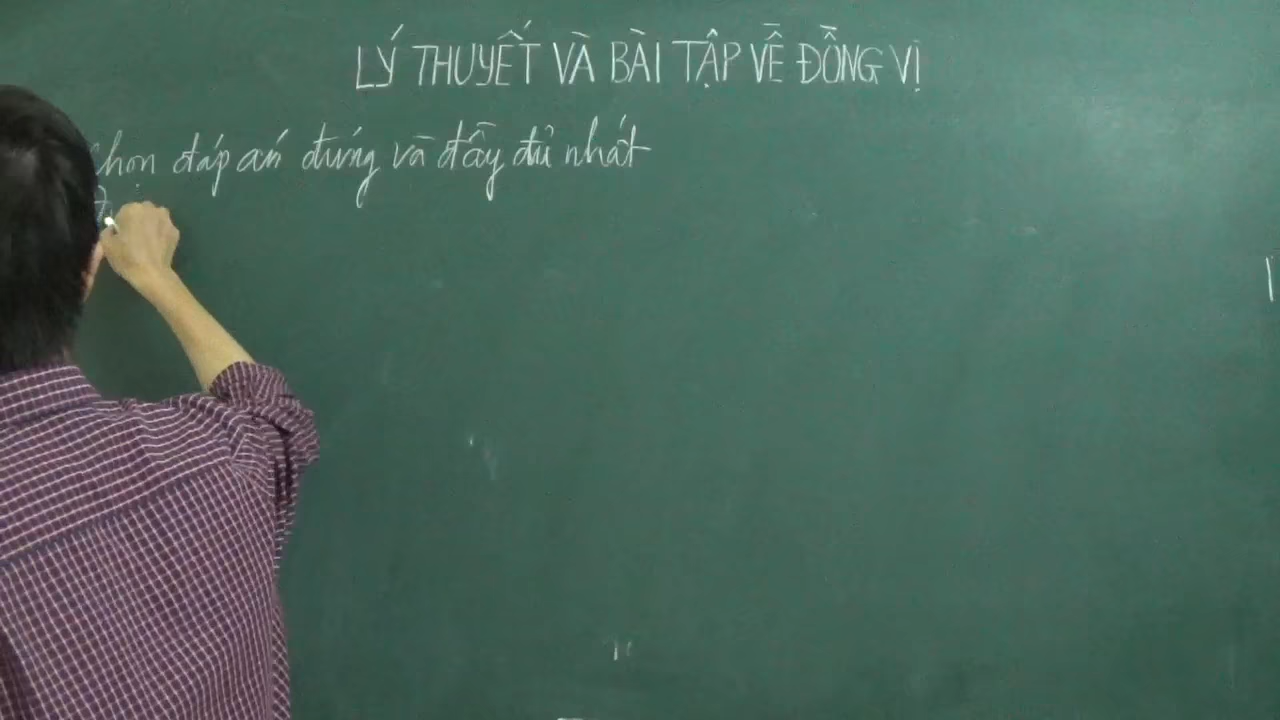 LÝ THUYẾT VÀ BÀI TẬP VỀ ĐỒNG VỊ
Chọn đáp án đúng và đầy đủ nhất